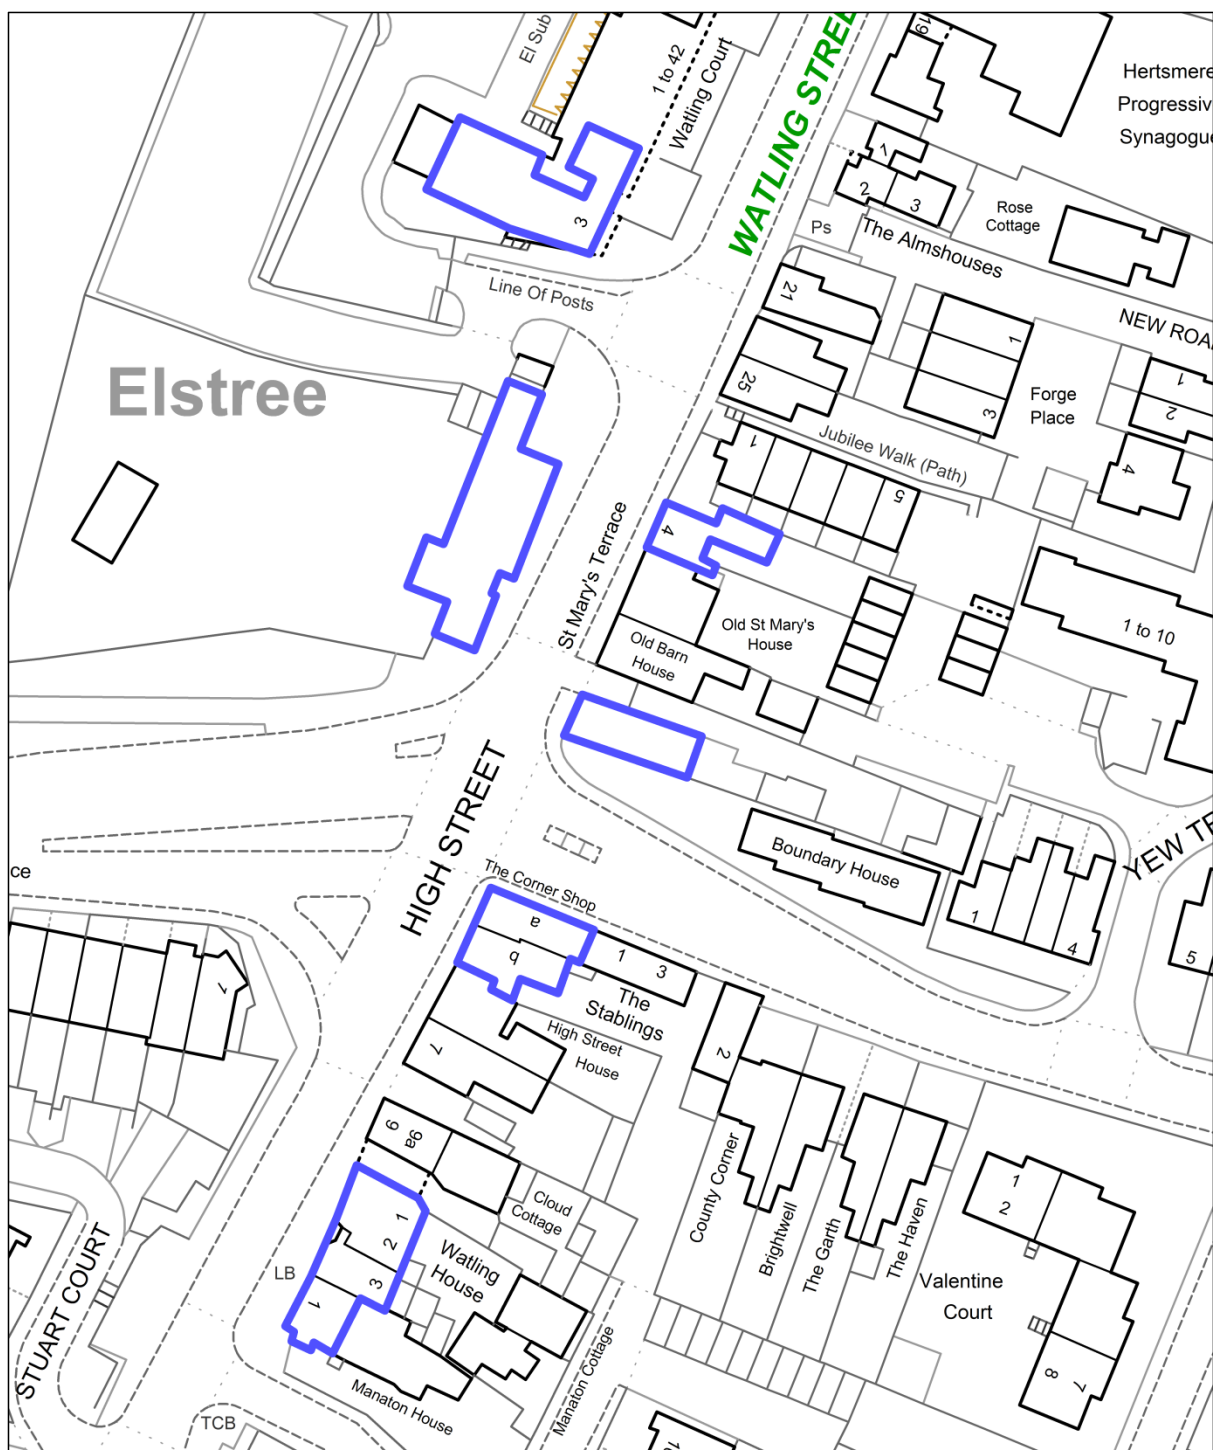 El Sub
1 to 42
Watling Court
WATLING STREE
19
Hertsmere
Progressiv
Synagogue
1
2
3
Rose
Cottage
Ps
The Almshouses
3
Line Of Posts
21
NEW ROA
Elstree
25
1
3
Forge
Place
1
2
Jubilee Walk (Path)
1
5
4
4
St Mary's Terrace
Old St Mary's
House
Old Barn
House
1 to 10
HIGH STREET
Boundary House
YEW TR
1
4
5
ce
The Corner Shop
a
b
1
3
The
Stablings
High Street
House
7
7
2
9
9a
Cloud
Cottage
County Corner
Brightwell
The Garth
The Haven
1
2
Valentine
Court
7
8
1
2
3
1
Watling
House
LB
STUART COURT
Manaton House
Manaton Cottage
TCB